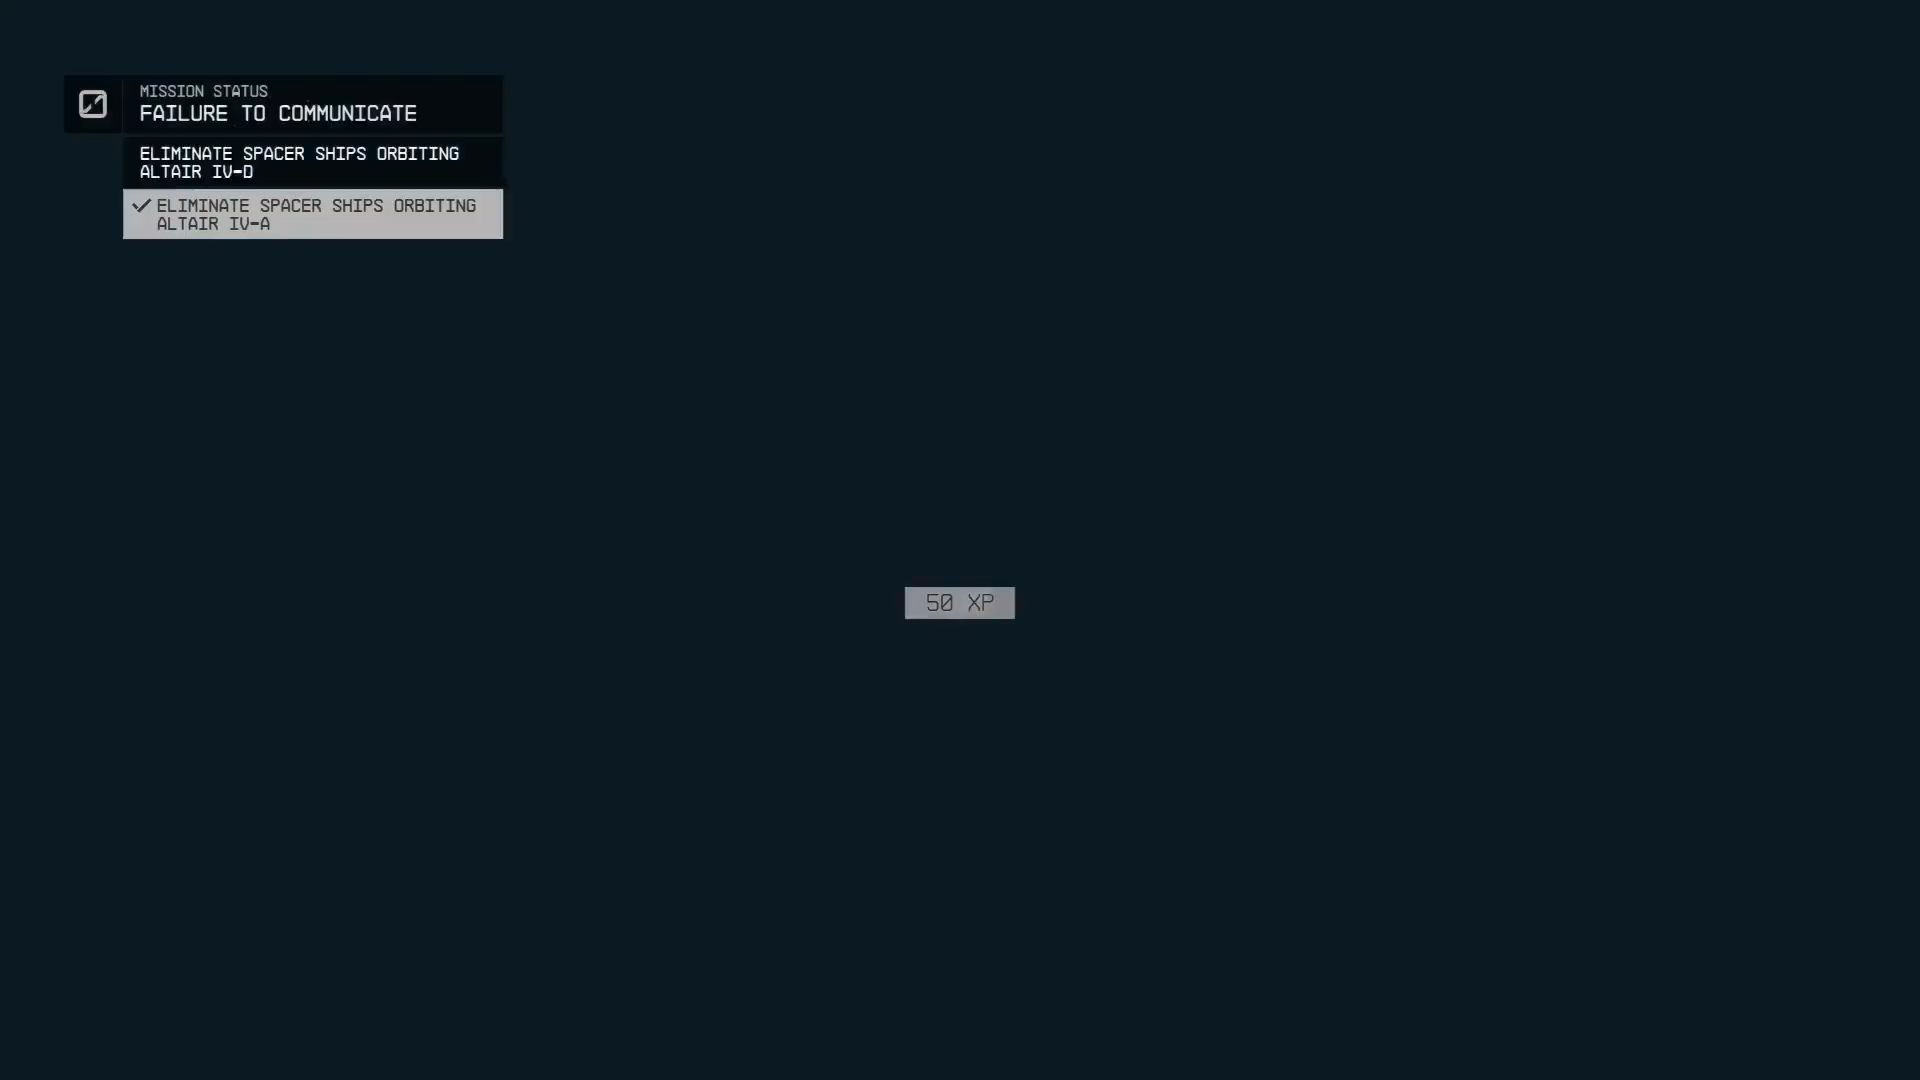 MISSION STATUS
FAILURE TO COMMUNICATE
ELIMINATE SPACER SHIPS ORBITING
ALTAIR IV-D
ELIMINATE SPACER SHIPS ORBITING
ALTAIR IV-A
50 XP